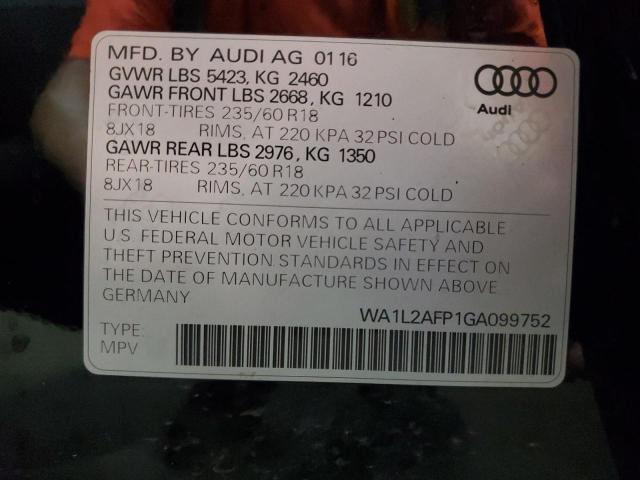 MFD. BY AUDI AG 01 16
GVWR LBS 5423, KG 2460
GAWR FRONT LBS 2668, KG 1210
FRONT-TIRES 235/60 R18
8JX18 RIMS, AT 220 KPA 32 PSI COLD
GAWR REAR LBS 2976, KG 1350
REAR-TIRES 235/60 R18
8JX18 RIMS, AT 220 KPA 32 PSI COLD
Audi
THIS VEHICLE CONFORMS TO ALL APPLICABLE
U.S. FEDERAL MOTOR VEHICLE SAFETY AND
THEFT PREVENTION STANDARDS IN EFFECT ON
THE DATE OF MANUFACTURE SHOWN ABOVE
GERMANY
WA1L2AFP1GA099752
TYPE:
MPV